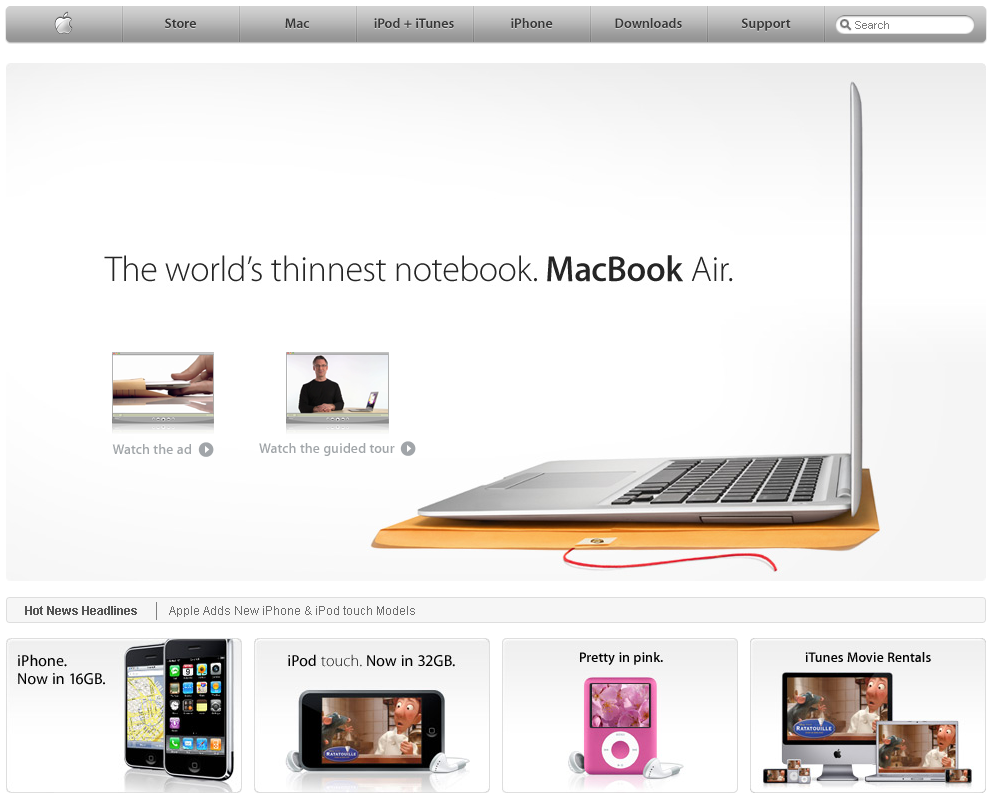 Store
Mac
iPod + iTunes
iPhone
Downloads
Support
Search
The world's thinnest notebook. MacBook Air.
Watch the ad
Watch the guided tour
Hot News Headlines
Apple Adds New iPhone & iPod touch Models
iPhone.
Now in 16GB.
iPod touch. Now in 32GB.
Pretty in pink.
iTunes Movie Rentals
RATATOUILLE
RATATOUILLE